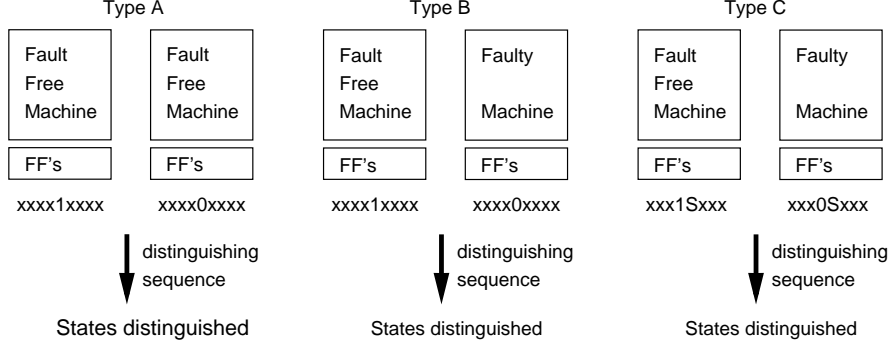 Type A
Fault
Free
Machine
FF's
xxxx1xxxx
Fault
Free
Machine
FF's
xxxx0xxxx
distinguishing
sequence
States distinguished
Type B
Fault
Free
Machine
FF's
xxxx1xxxx
Faulty
Machine
FF's
xxxx0xxxx
distinguishing
sequence
States distinguished
Type C
Fault
Free
Machine
FF's
xxx1Sxxx
Faulty
Machine
FF's
xxx0Sxxx
distinguishing
sequence
States distinguished